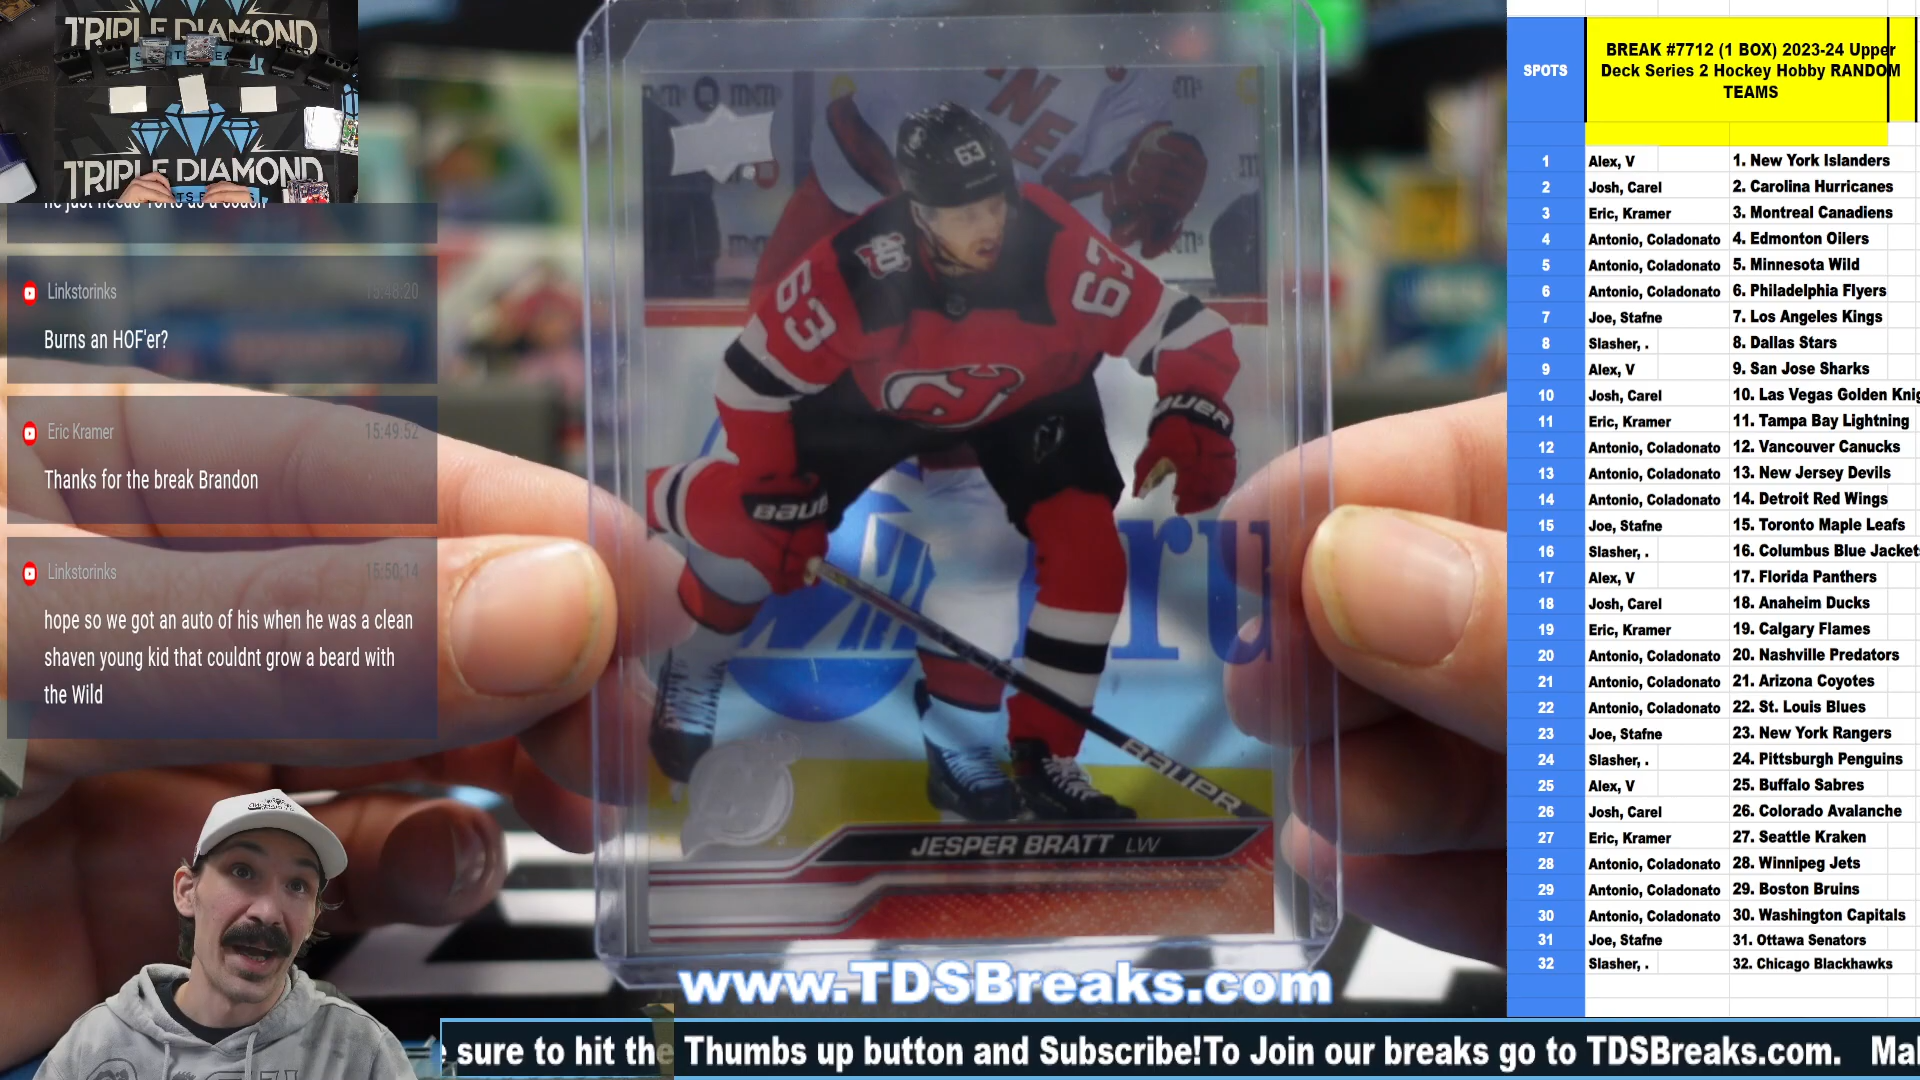 TRIPLE DIAMOND
TRIPLE DIAMOND
he just needs Torts as a coach
Linkstorinks 15:48:20
Burns an HOF'er?
Eric Kramer 15:49:52
Thanks for the break Brandon
Linkstorinks 15:50:14
hope so we got an auto of his when he was a clean
shaven young kid that couldnt grow a beard with
the Wild
63
63
63
BAUER
BAUER
BAUER
JESPER BRATT LW
www.TDSBreaks.com
sure to hit the Thumbs up button and Subscribe!To Join our breaks go to TDSBreaks.com.
SPOTS
BREAK #7712 (1 BOX) 2023-24 Upper
Deck Series 2 Hockey Hobby RANDOM
TEAMS
1 Alex, V 1. New York Islanders
2 Josh, Carel 2. Carolina Hurricanes
3 Eric, Kramer 3. Montreal Canadiens
4 Antonio, Coladonato 4. Edmonton Oilers
5 Antonio, Coladonato 5. Minnesota Wild
6 Antonio, Coladonato 6. Philadelphia Flyers
7 Joe, Stafne 7. Los Angeles Kings
8 Slasher, . 8. Dallas Stars
9 Alex, V 9. San Jose Sharks
10 Josh, Carel 10. Las Vegas Golden Knig
11 Eric, Kramer 11. Tampa Bay Lightning
12 Antonio, Coladonato 12. Vancouver Canucks
13 Antonio, Coladonato 13. New Jersey Devils
14 Antonio, Coladonato 14. Detroit Red Wings
15 Joe, Stafne 15. Toronto Maple Leafs
16 Slasher, . 16. Columbus Blue Jackets
17 Alex, V 17. Florida Panthers
18 Josh, Carel 18. Anaheim Ducks
19 Eric, Kramer 19. Calgary Flames
20 Antonio, Coladonato 20. Nashville Predators
21 Antonio, Coladonato 21. Arizona Coyotes
22 Antonio, Coladonato 22. St. Louis Blues
23 Joe, Stafne 23. New York Rangers
24 Slasher, . 24. Pittsburgh Penguins
25 Alex, V 25. Buffalo Sabres
26 Josh, Carel 26. Colorado Avalanche
27 Eric, Kramer 27. Seattle Kraken
28 Antonio, Coladonato 28. Winnipeg Jets
29 Antonio, Coladonato 29. Boston Bruins
30 Antonio, Coladonato 30. Washington Capitals
31 Joe, Stafne 31. Ottawa Senators
32 Slasher, . 32. Chicago Blackhawks